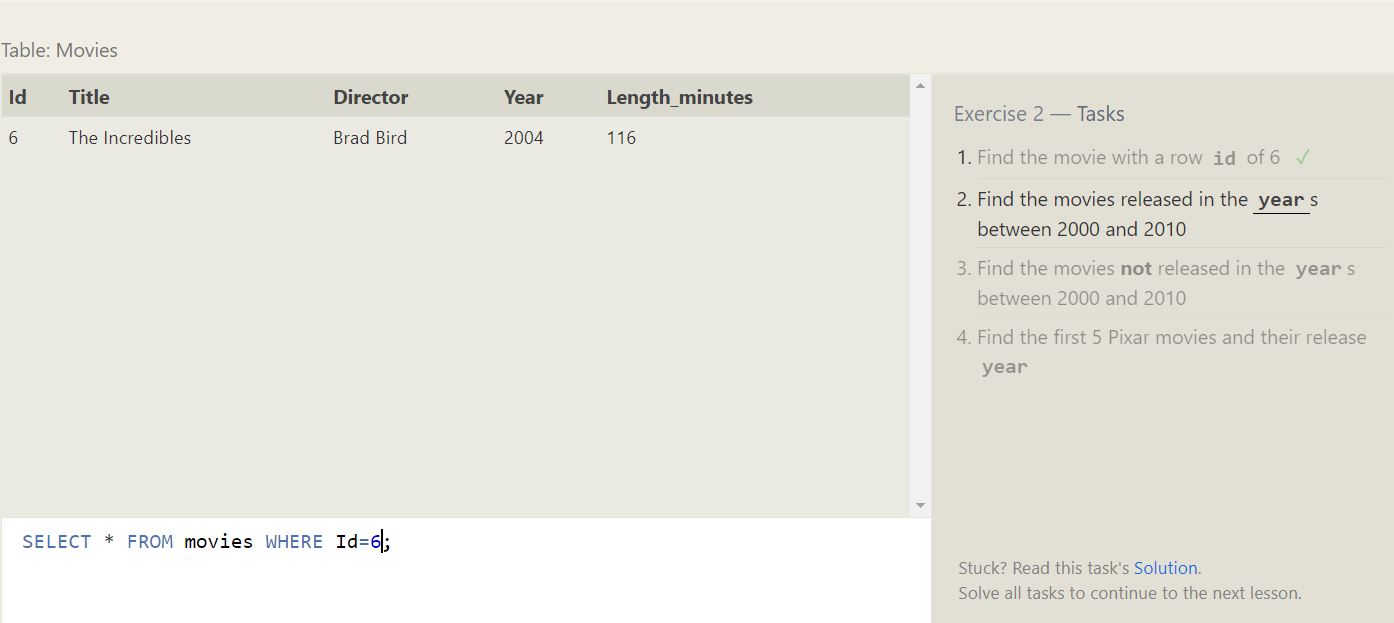 Table: Movies
Id Title Director Year Length_minutes
6 The Incredibles Brad Bird 2004 116
SELECT * FROM movies WHERE Id=6;
Exercise 2 — Tasks
1. Find the movie with a row id of 6 ✓
2. Find the movies released in the year s
between 2000 and 2010
3. Find the movies not released in the year s
between 2000 and 2010
4. Find the first 5 Pixar movies and their release
year
Stuck? Read this task's Solution.
Solve all tasks to continue to the next lesson.